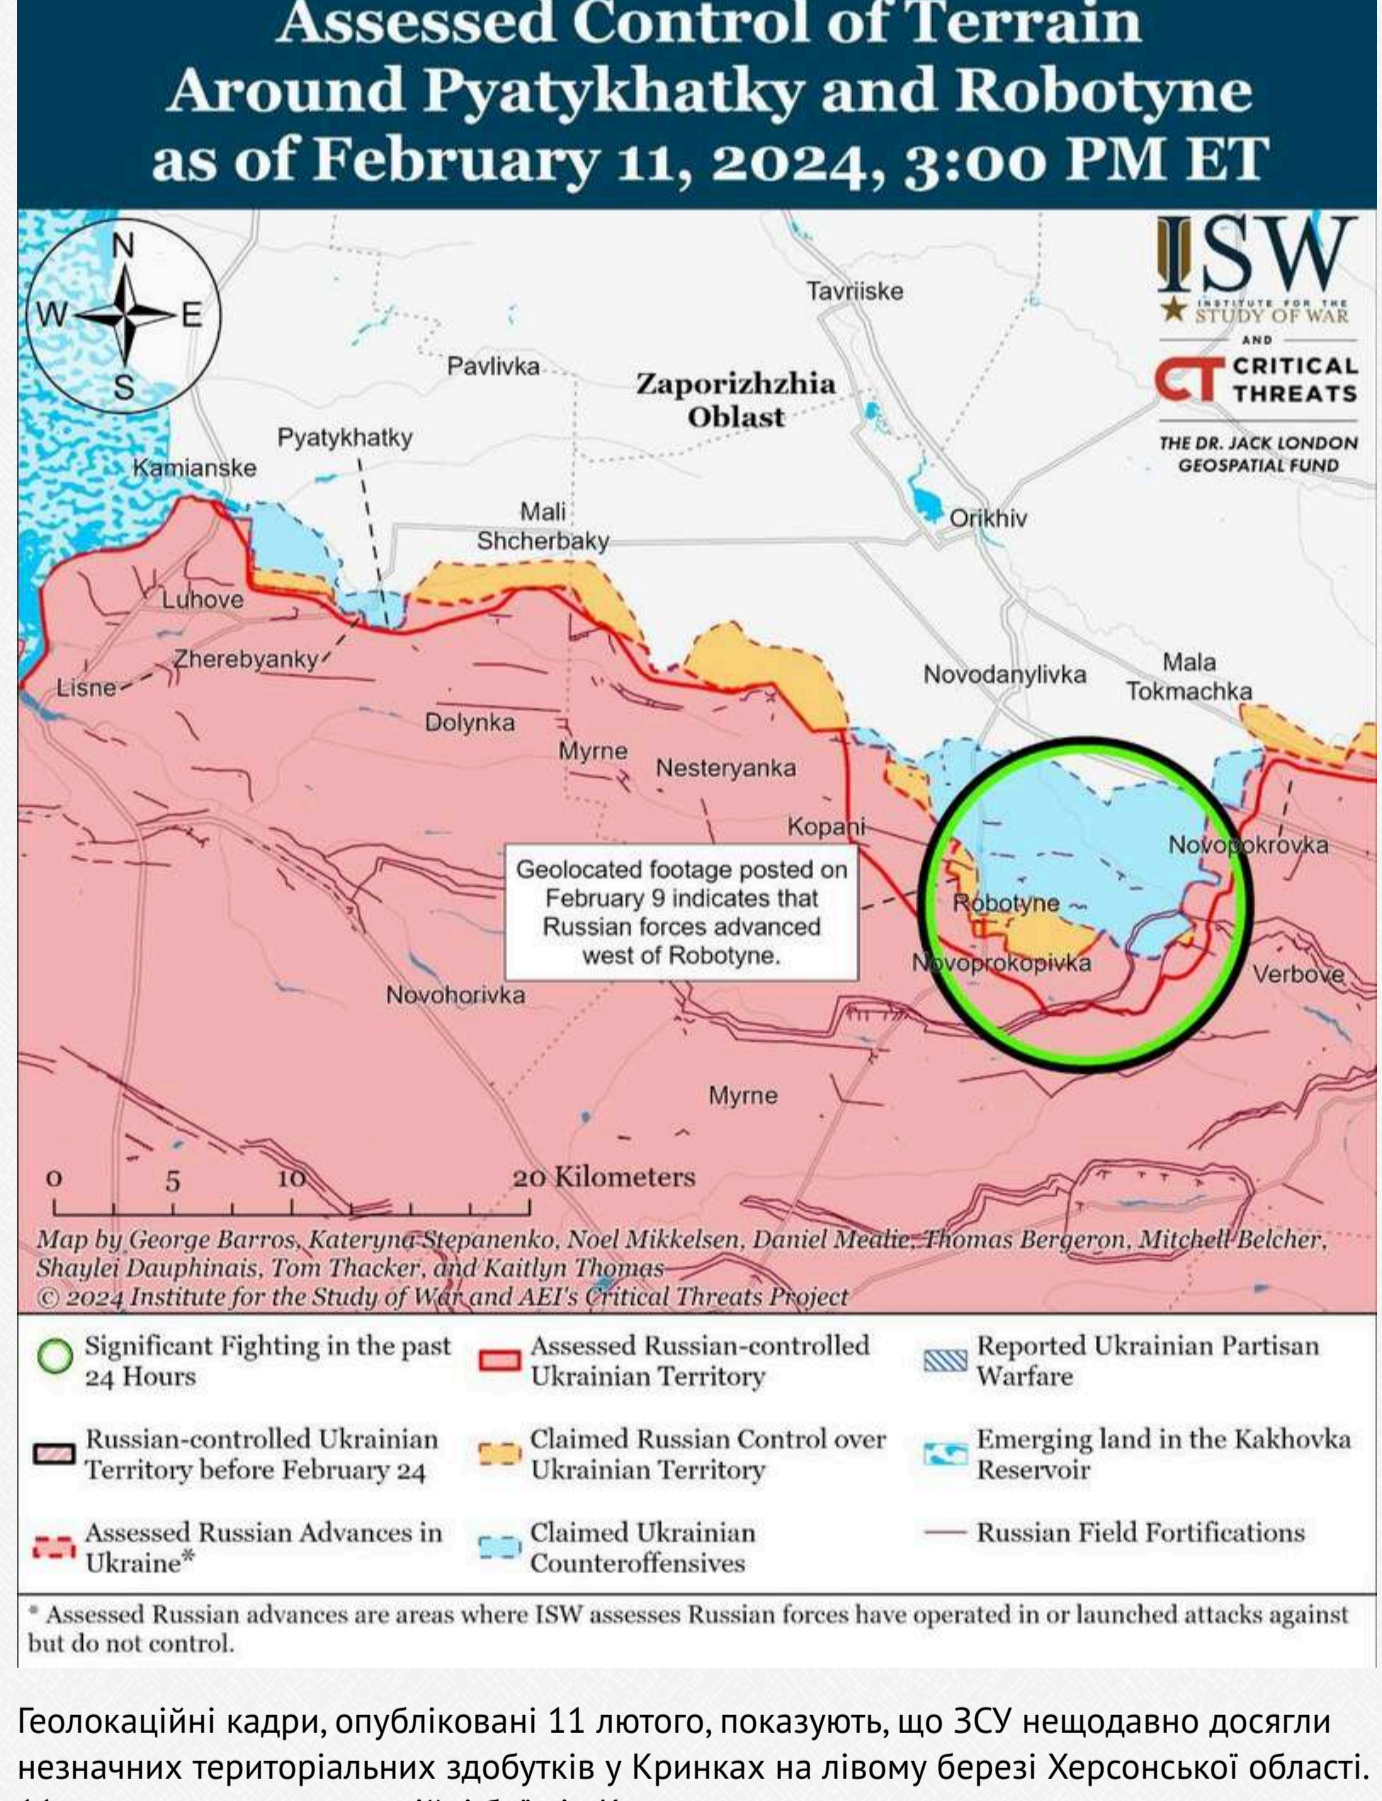 Assessed Control of Terrain
Around Pyatykhatky and Robotyne
as of February 11, 2024, 3:00 PM ET
N
W
E
S
ISW
INSTITUTE FOR THE
STUDY OF WAR
AND
CT CRITICAL
THREATS
THE DR. JACK LONDON
GEOSPATIAL FUND
Tavriiske
Pavlivka
Zaporizhzhia
Oblast
Pyatykhatky
Kamianske
Mali
Shcherbaky
Orikhiv
Luhove
Zherebyanky
Lisne
Novodanylivka
Mala
Tokmachka
Dolynka
Myrne
Nesteryanka
Kopani
Novopokrovka
Geolocated footage posted on
February 9 indicates that
Russian forces advanced
west of Robotyne.
Robotyne
Novoprokopivka
Verbove
Novohorivka
Myrne
0 5 10 20 Kilometers
Map by George Barros, Kateryna Stepanenko, Noel Mikkelsen, Daniel Mealie, Thomas Bergeron, Mitchell Belcher,
Shaylei Dauphinais, Tom Thacker, and Kaitlyn Thomas
© 2024 Institute for the Study of War and AEI's Critical Threats Project
Significant Fighting in the past
24 Hours
Assessed Russian-controlled
Ukrainian Territory
Reported Ukrainian Partisan
Warfare
Russian-controlled Ukrainian
Territory before February 24
Claimed Russian Control over
Ukrainian Territory
Emerging land in the Kakhovka
Reservoir
Assessed Russian Advances in
Ukraine*
Claimed Ukrainian
Counteroffensives
Russian Field Fortifications
* Assessed Russian advances are areas where ISW assesses Russian forces have operated in or launched attacks against
but do not control.
Геолокаційні кадри, опубліковані 11 лютого, показують, що ЗСУ нещодавно досягли
незначних територіальних здобутків у Кринках на лівому березі Херсонської області.